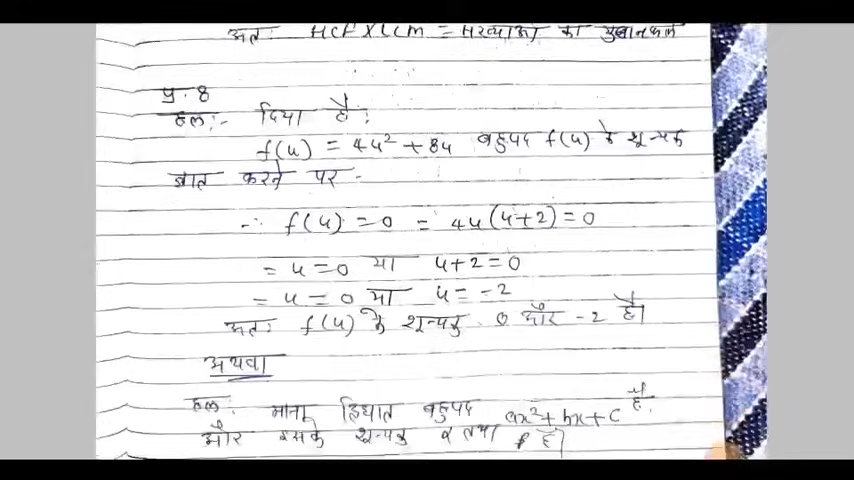 अतः HCF X LCM = संख्याओं का गुणनफल
प्र. 8
हलः- दिया है;
f(u) = 4u² + 8u बहुपद f(u) के शून्यक
ज्ञात करने पर -
∴ f(u) = 0 = 4u(u+2) = 0
= u = 0 या u+2 = 0
= u = 0 या u = -2
अतः f(u) के शून्यक 0 और -2 है।
अथवा
हलः माना द्विघात बहुपद ax² + bx + c है.
और इसके शून्यक α तथा β है।